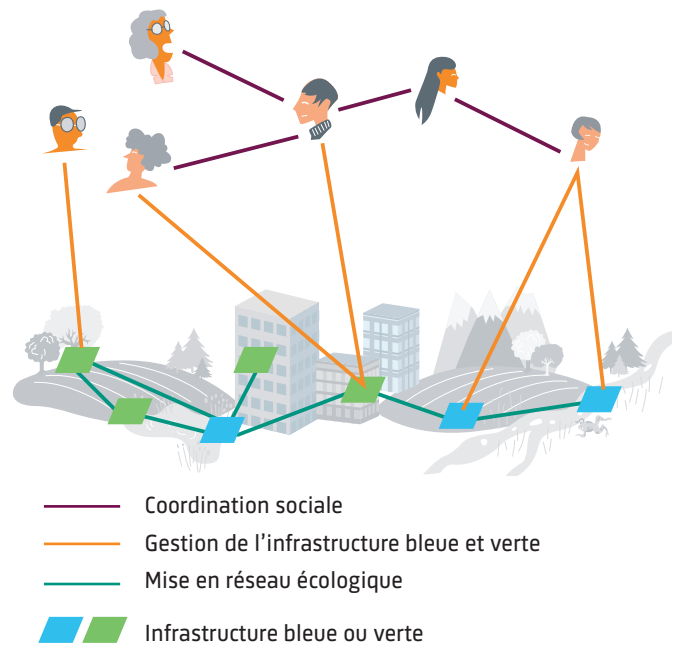 Coordination sociale
Gestion de l'infrastructure bleue et verte
Mise en réseau écologique
Infrastructure bleue ou verte